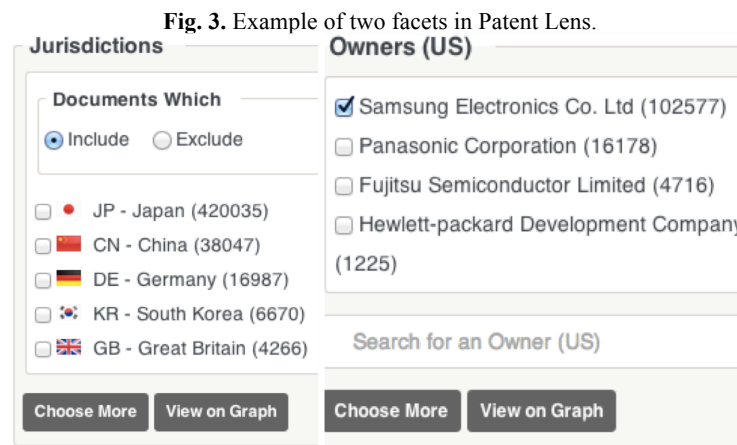 Fig. 3. Example of two facets in Patent Lens.
Jurisdictions
Documents Which
Include
Exclude
JP - Japan (420035)
CN - China (38047)
DE - Germany (16987)
KR - South Korea (6670)
GB - Great Britain (4266)
Choose More
View on Graph
Owners (US)
Samsung Electronics Co. Ltd (102577)
Panasonic Corporation (16178)
Fujitsu Semiconductor Limited (4716)
Hewlett-packard Development Company
(1225)
Search for an Owner (US)
Choose More
View on Graph